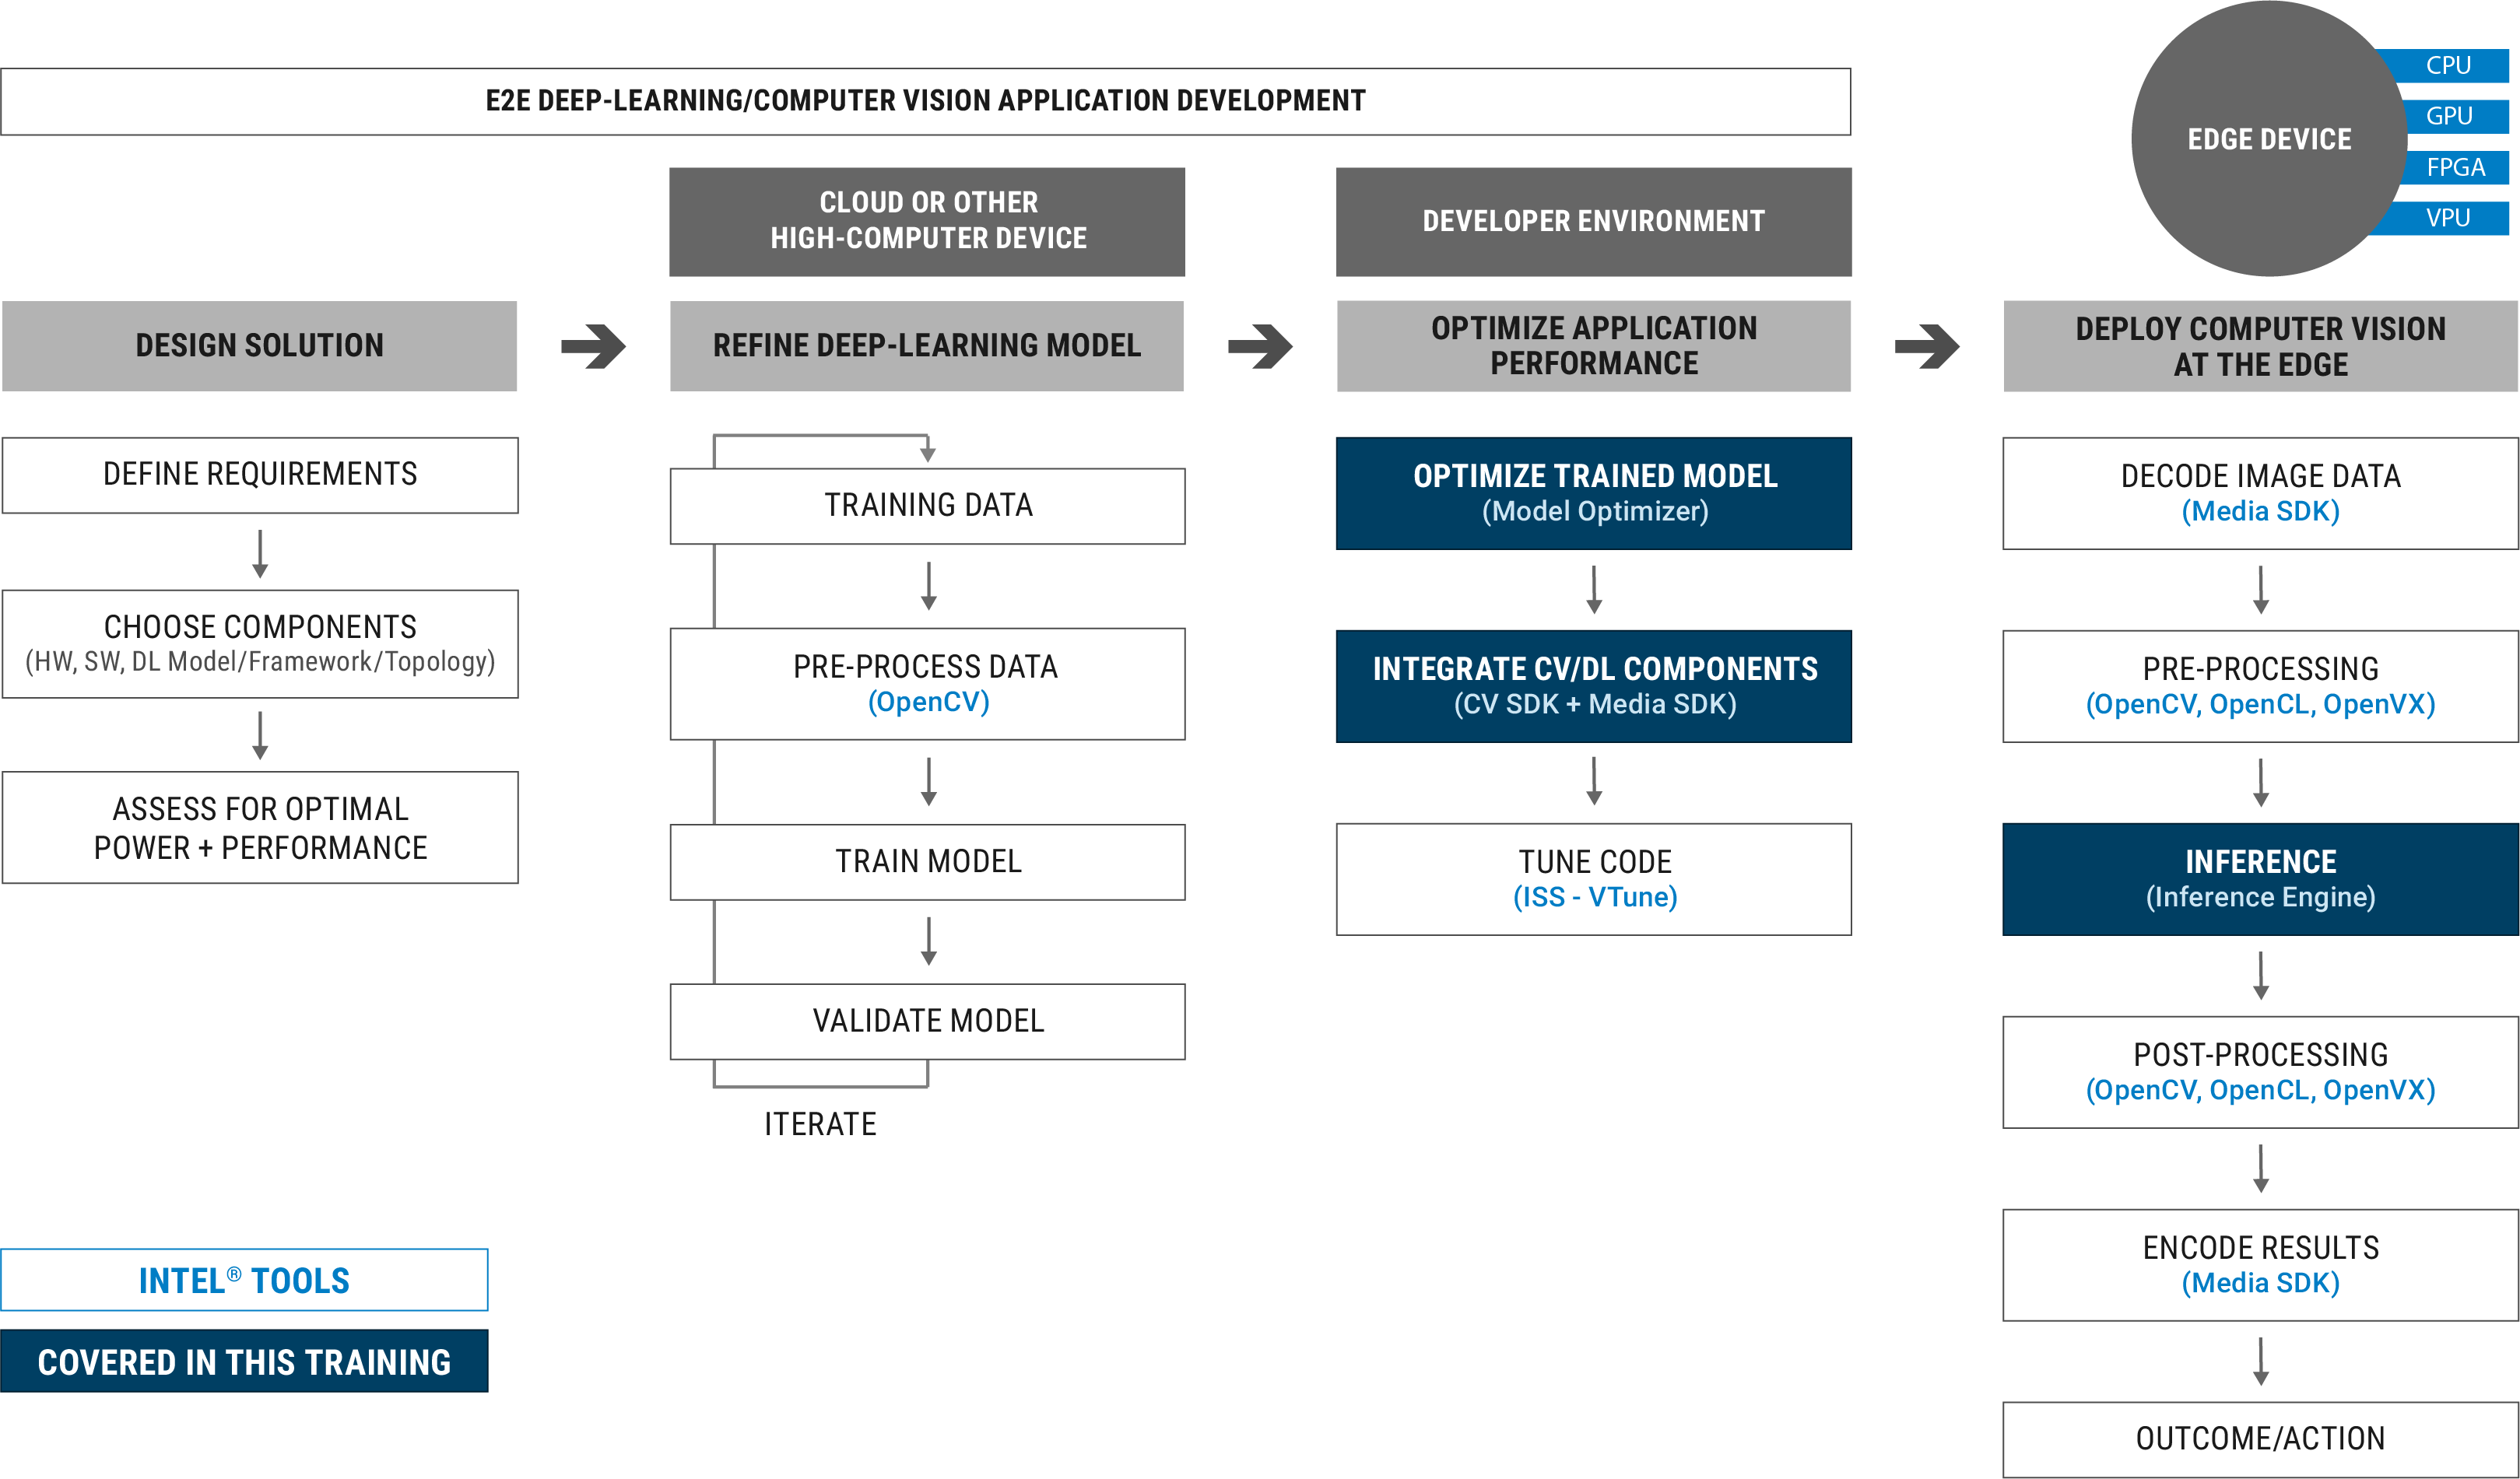 E2E DEEP-LEARNING/COMPUTER VISION APPLICATION DEVELOPMENT
EDGE DEVICE
CPU
GPU
FPGA
VPU
CLOUD OR OTHER
HIGH-COMPUTER DEVICE
DEVELOPER ENVIRONMENT
DESIGN SOLUTION
REFINE DEEP-LEARNING MODEL
OPTIMIZE APPLICATION
PERFORMANCE
DEPLOY COMPUTER VISION
AT THE EDGE
DEFINE REQUIREMENTS
CHOOSE COMPONENTS
(HW, SW, DL Model/Framework/Topology)
ASSESS FOR OPTIMAL
POWER + PERFORMANCE
TRAINING DATA
PRE-PROCESS DATA
(OpenCV)
TRAIN MODEL
VALIDATE MODEL
ITERATE
OPTIMIZE TRAINED MODEL
(Model Optimizer)
INTEGRATE CV/DL COMPONENTS
(CV SDK + Media SDK)
TUNE CODE
(ISS - VTune)
DECODE IMAGE DATA
(Media SDK)
PRE-PROCESSING
(OpenCV, OpenCL, OpenVX)
INFERENCE
(Inference Engine)
POST-PROCESSING
(OpenCV, OpenCL, OpenVX)
ENCODE RESULTS
(Media SDK)
OUTCOME/ACTION
INTEL® TOOLS
COVERED IN THIS TRAINING